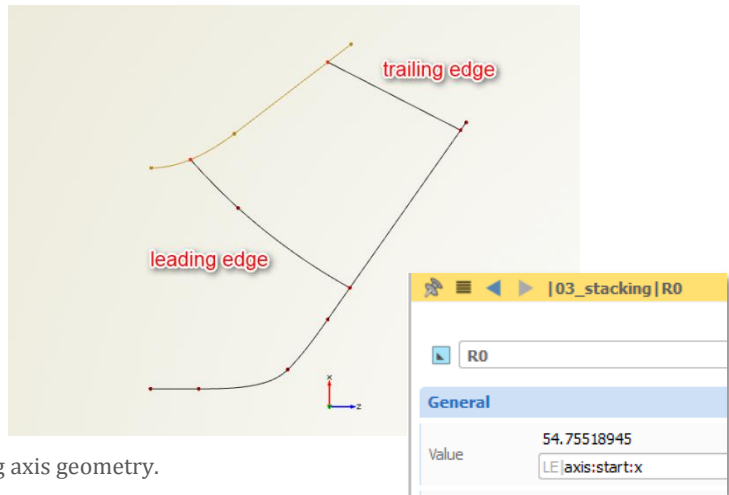 trailing edge
leading edge
x
z
|03_stacking|R0
R0
General
Value
54.75518945
LE|axis:start:x
axis geometry.